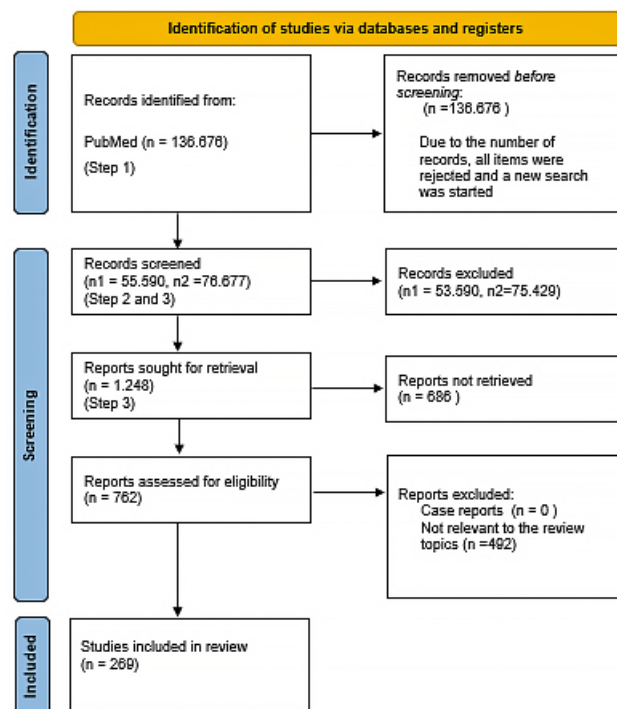 Identification of studies via databases and registers
Identification
Records identified from:
PubMed (n = 136.676)
(Step 1)
Records removed before
screening:
(n =136.676 )
Due to the number of
records, all items were
rejected and a new search
was started
Screening
Records screened
(n1 = 55.590, n2 =76.677)
(Step 2 and 3)
Records excluded
(n1 = 53.590, n2=75.429)
Reports sought for retrieval
(n = 1.248)
(Step 3)
Reports not retrieved
(n = 686 )
Reports assessed for eligibility
(n = 762)
Reports excluded:
Case reports (n = 0 )
Not relevant to the review
topics (n =492)
Included
Studies included in review
(n = 269)